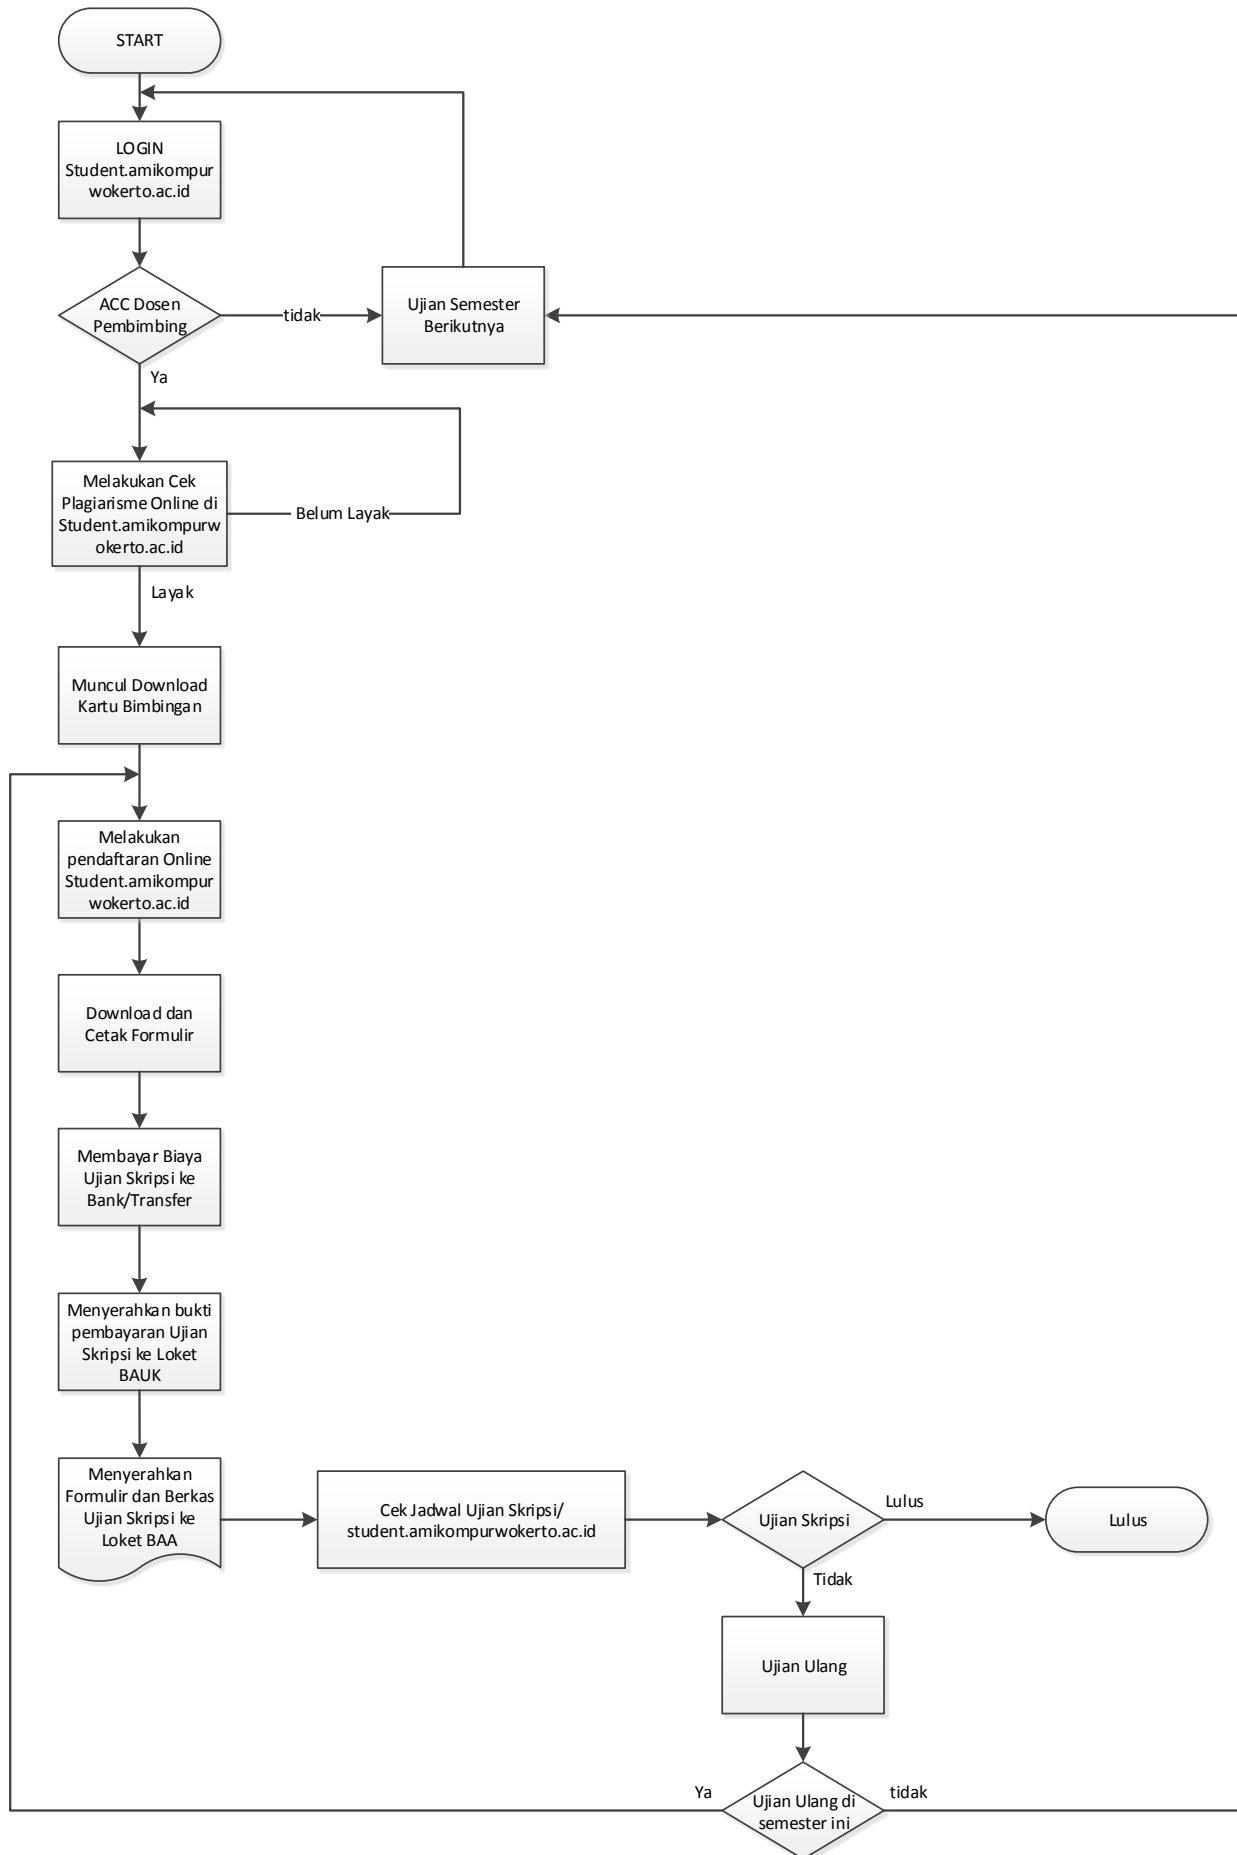 START
LOGIN
Student.amikompur
wokerto.ac.id
ACC Dosen
Pembimbing
tidak
Ujian Semester
Berikutnya
Ya
Melakukan Cek
Plagiarisme Online di
Student.amikompurw
okerto.ac.id
Belum Layak
Layak
Muncul Download
Kartu Bimbingan
Melakukan
pendaftaran Online
Student.amikompur
wokerto.ac.id
Download dan
Cetak Formulir
Membayar Biaya
Ujian Skripsi ke
Bank/Transfer
Menyerahkan bukti
pembayaran Ujian
Skripsi ke Loket
BAUK
Menyerahkan
Formulir dan Berkas
Ujian Skripsi ke
Loket BAA
Cek Jadwal Ujian Skripsi/
student.amikompurwokerto.ac.id
Ujian Skripsi
Lulus
Lulus
Tidak
Ujian Ulang
Ya
Ujian Ulang di
semester ini
tidak